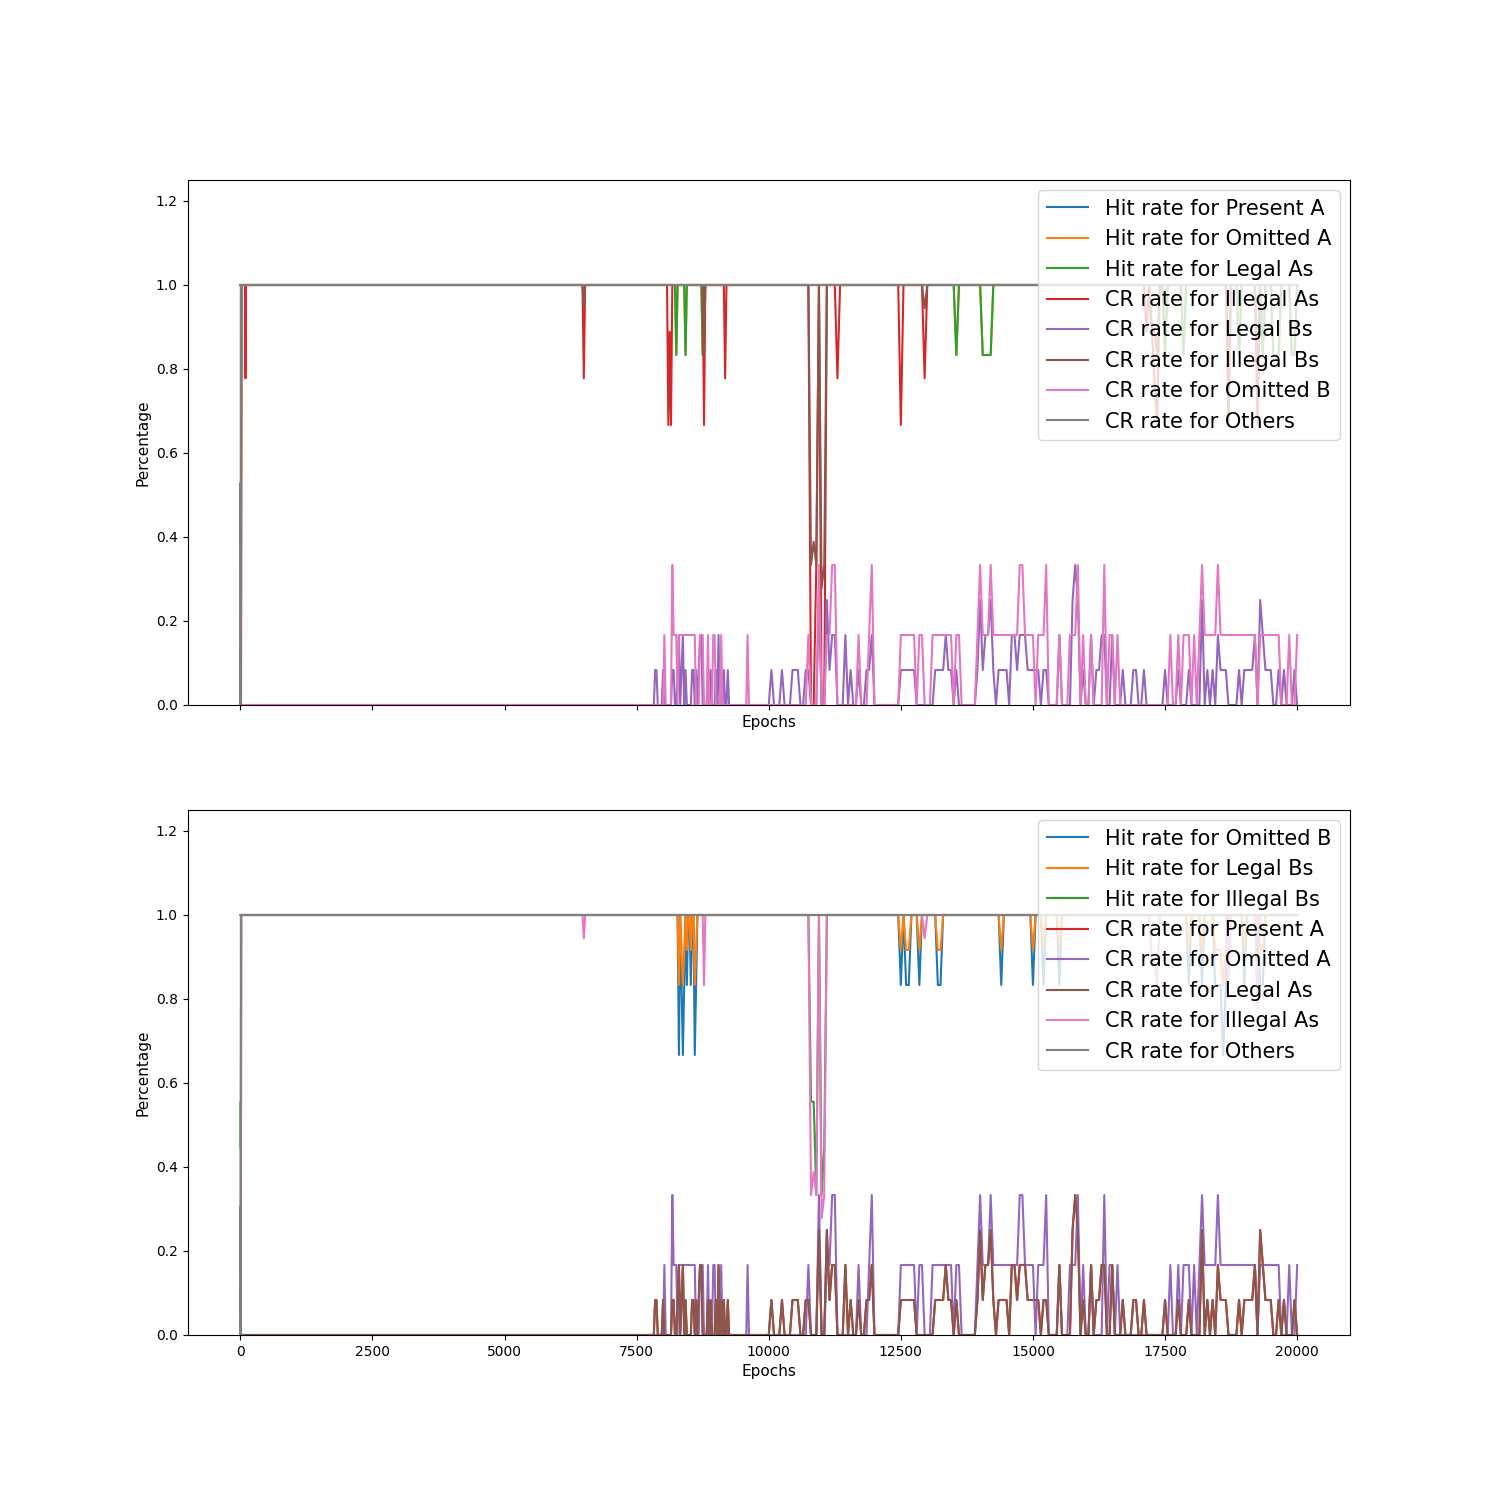 1.2
1.0
0.8
0.6
0.4
0.2
0.0
Percentage
Hit rate for Present A
Hit rate for Omitted A
Hit rate for Legal As
CR rate for Illegal As
CR rate for Legal Bs
CR rate for Illegal Bs
CR rate for Omitted B
CR rate for Others
Epochs
1.2
1.0
0.8
0.6
0.4
0.2
0.0
Percentage
Hit rate for Omitted B
Hit rate for Legal Bs
Hit rate for Illegal Bs
CR rate for Present A
CR rate for Omitted A
CR rate for Legal As
CR rate for Illegal As
CR rate for Others
0 2500 5000 7500 10000 12500 15000 17500 20000
Epochs